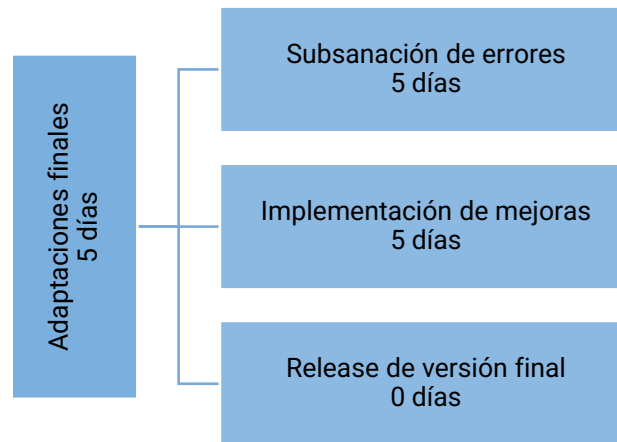 Adaptaciones finales
5 días
Subsanación de errores
5 días
Implementación de mejoras
5 días
Release de versión final
0 días